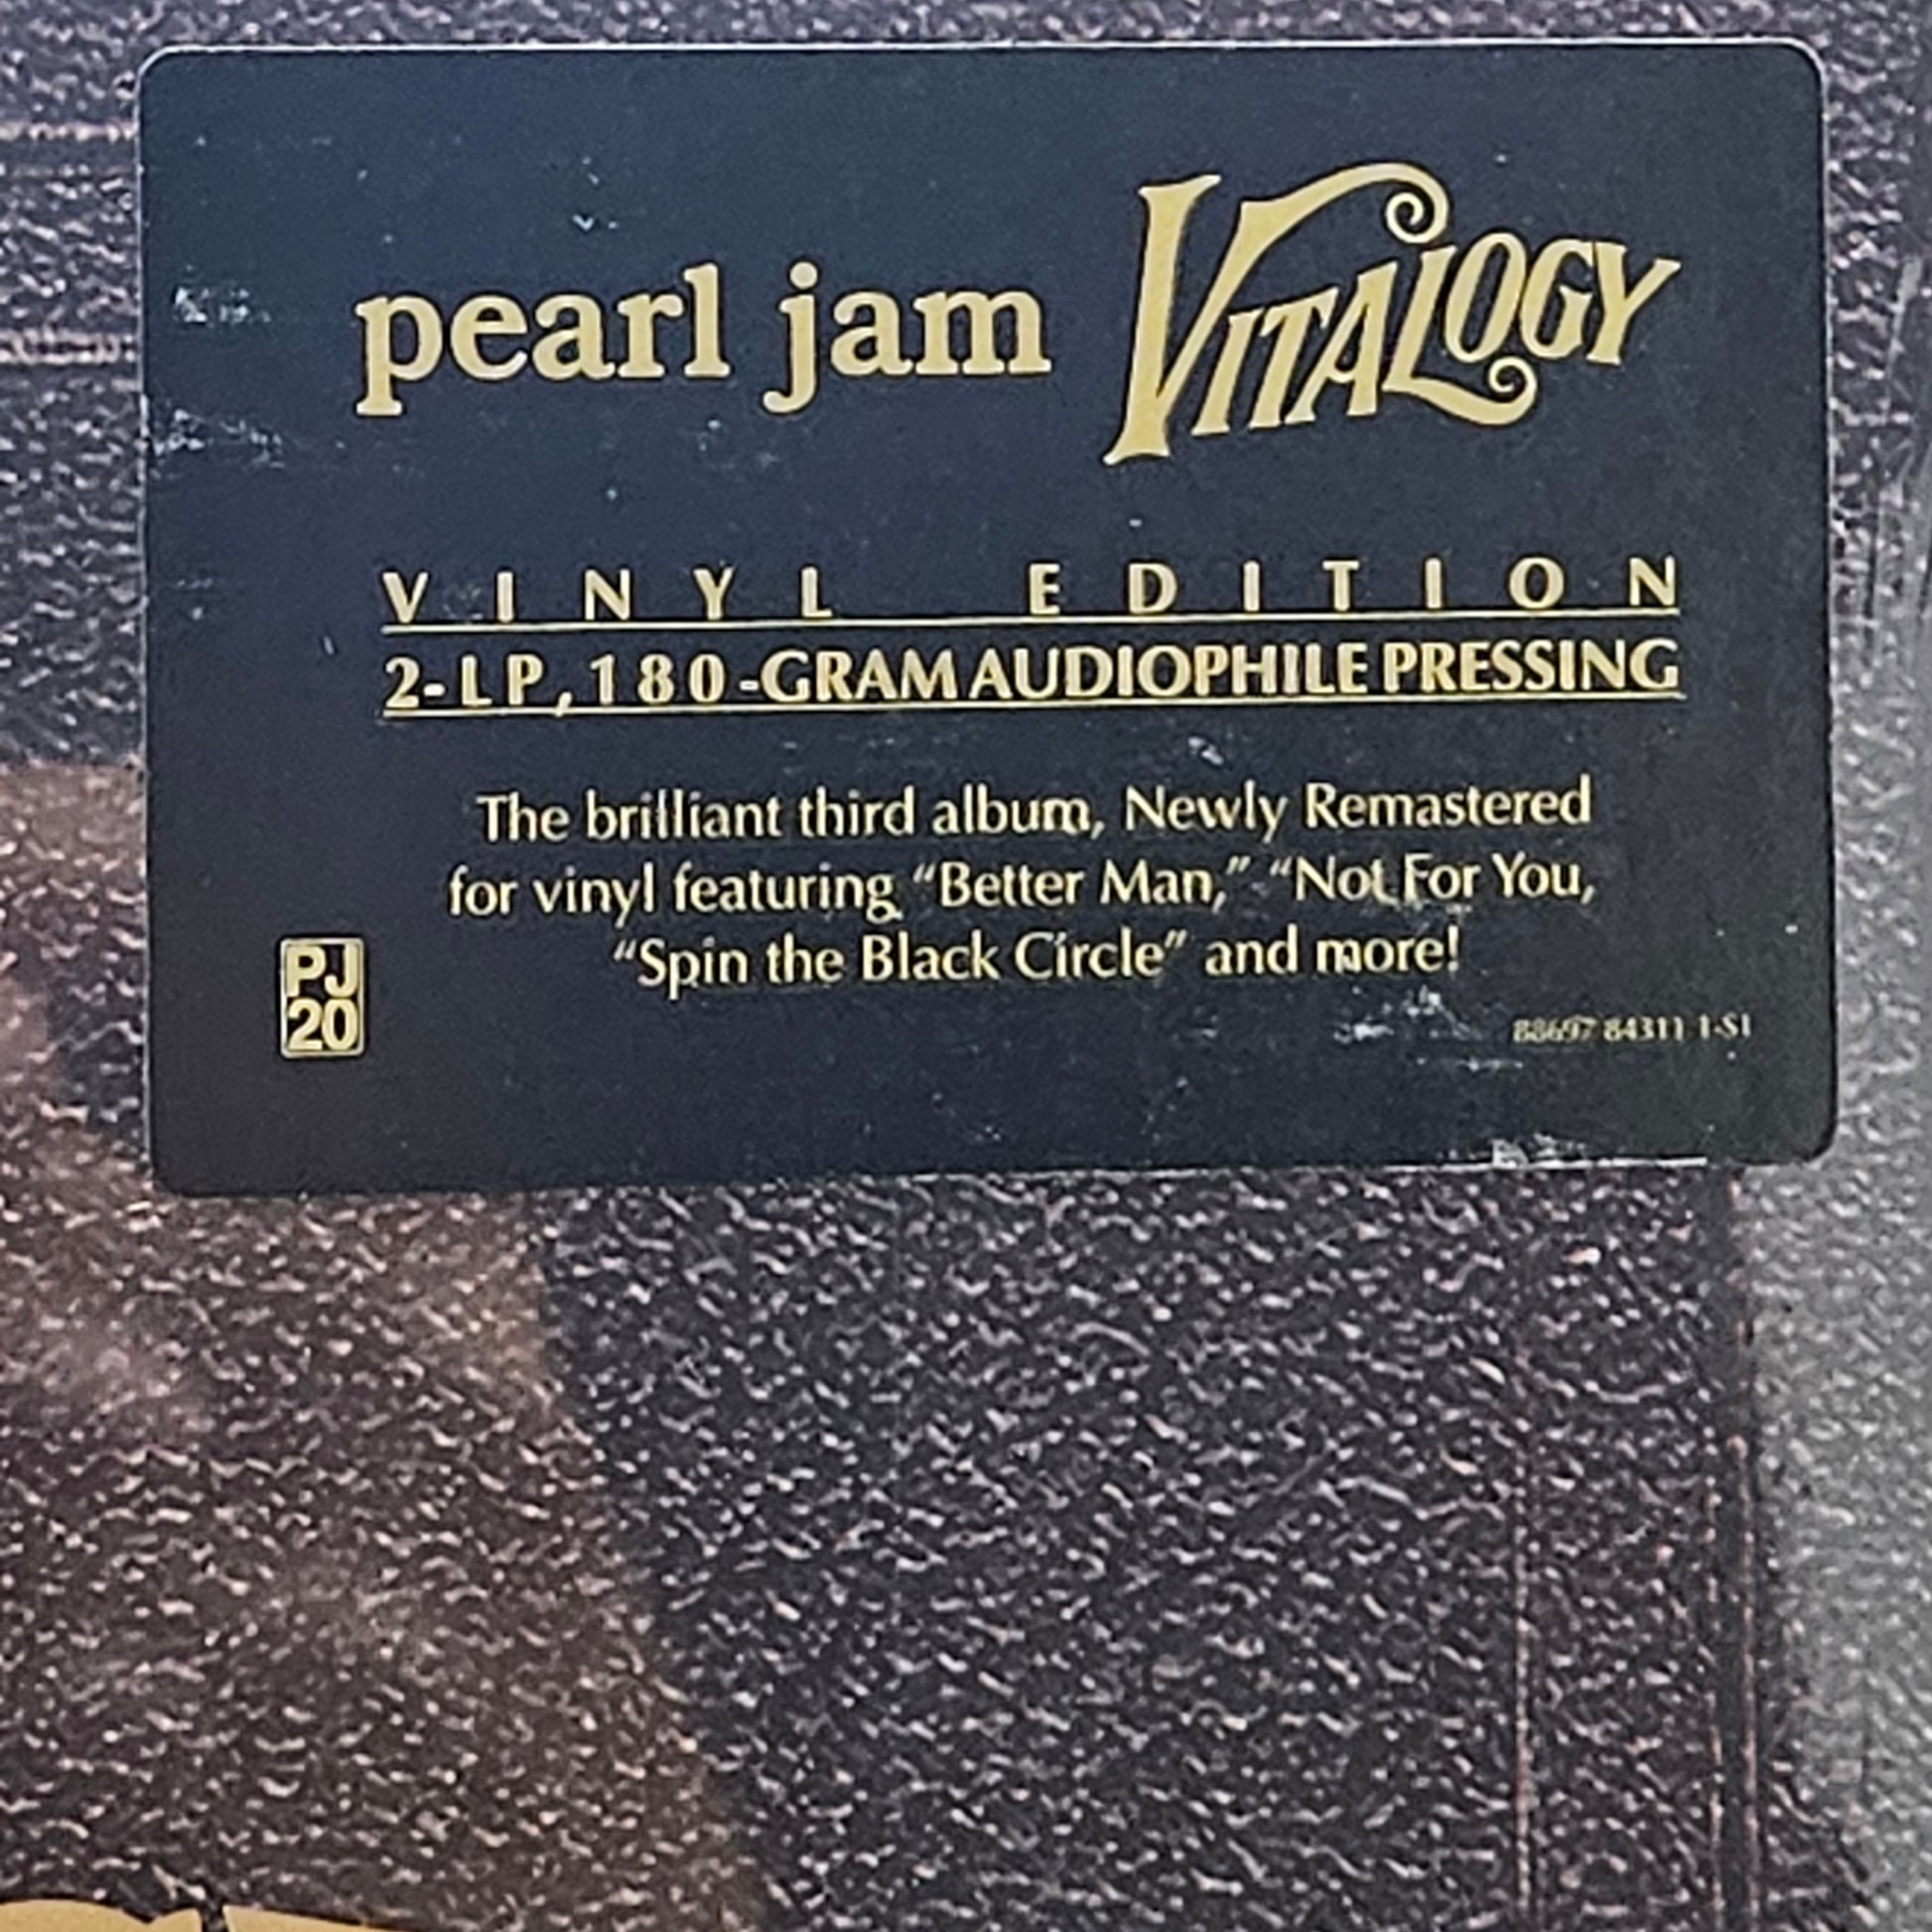 pearl jam VITALOGY
VINYL EDITION
2-LP, 180-GRAM AUDIOPHILE PRESSING
The brilliant third album, Newly Remastered
for vinyl featuring “Better Man,” “Not For You,
“Spin the Black Circle” and more!
PJ
20
88697 84311 1-S1